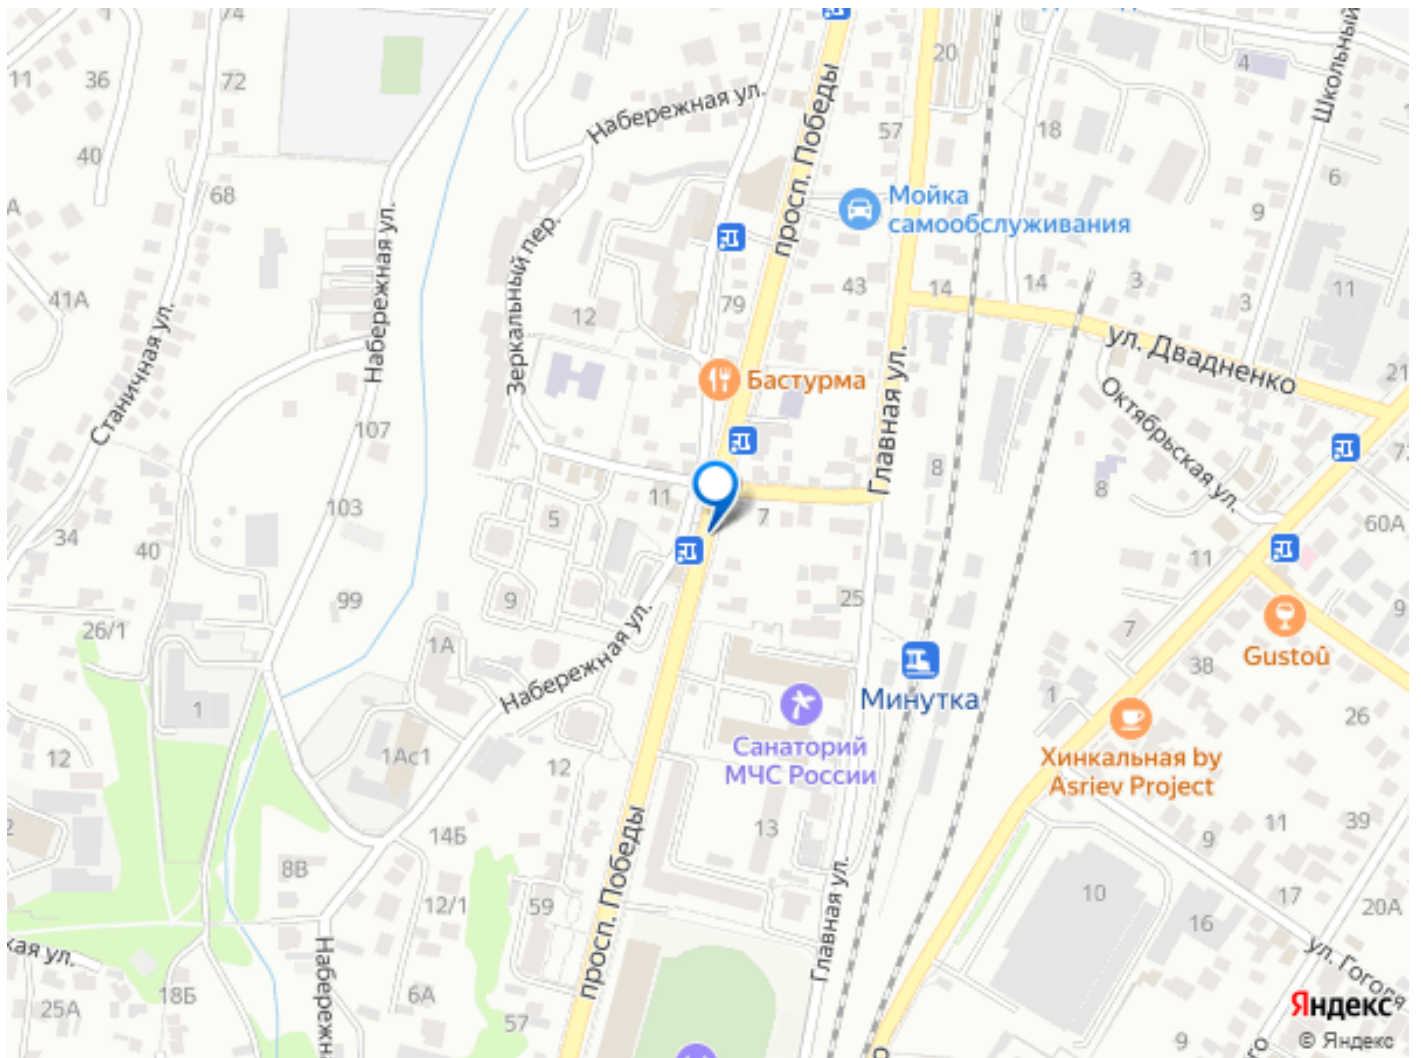 74
20
4
Школьный
11
36
72
Набережная ул.
просп. Победы
57
18
40
6
68
Мойка
самообслуживания
9
А
Набережная ул.
Зеркальный пер.
41А
12
79
43
14
14
3
3
11
Станичная ул.
Бастурма
Главная ул.
ул. Двадненко
21
Октябрьская ул.
107
8
8
103
11
5
7
60А
34
40
11
99
9
25
26/1
1А
7
9
Gustoû
Набережная ул.
38
1
Минутка
1
26
1Ас1
Санаторий
МЧС России
Хинкальная by
Asriev Project
12
12
14Б
13
39
11
9
8В
просп. Победы
10
17
12/1
59
16
20А
кая ул.
Главная ул.
ул. Гоголя
25А
18Б
6А
57
Яндекс
9
© Яндекс